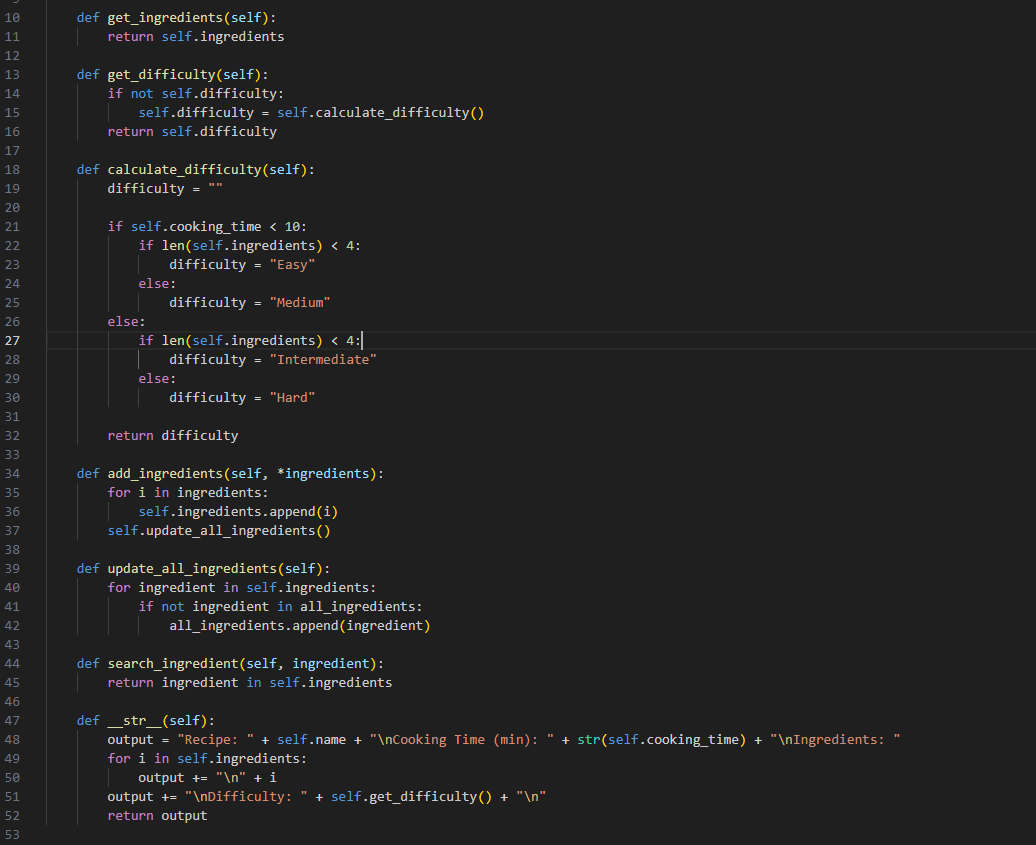 10 def get_ingredients(self):
11 return self.ingredients
12
13 def get_difficulty(self):
14 if not self.difficulty:
15 self.difficulty = self.calculate_difficulty()
16 return self.difficulty
17
18 def calculate_difficulty(self):
19 difficulty = ""
20
21 if self.cooking_time < 10:
22 if len(self.ingredients) < 4:
23 difficulty = "Easy"
24 else:
25 difficulty = "Medium"
26 else:
27 if len(self.ingredients) < 4:
28 difficulty = "Intermediate"
29 else:
30 difficulty = "Hard"
31
32 return difficulty
33
34 def add_ingredients(self, *ingredients):
35 for i in ingredients:
36 self.ingredients.append(i)
37 self.update_all_ingredients()
38
39 def update_all_ingredients(self):
40 for ingredient in self.ingredients:
41 if not ingredient in all_ingredients:
42 all_ingredients.append(ingredient)
43
44 def search_ingredient(self, ingredient):
45 return ingredient in self.ingredients
46
47 def __str__(self):
48 output = "Recipe: " + self.name + "\nCooking Time (min): " + str(self.cooking_time) + "\nIngredients: "
49 for i in self.ingredients:
50 output += "\n" + i
51 output += "\nDifficulty: " + self.get_difficulty() + "\n"
52 return output
53